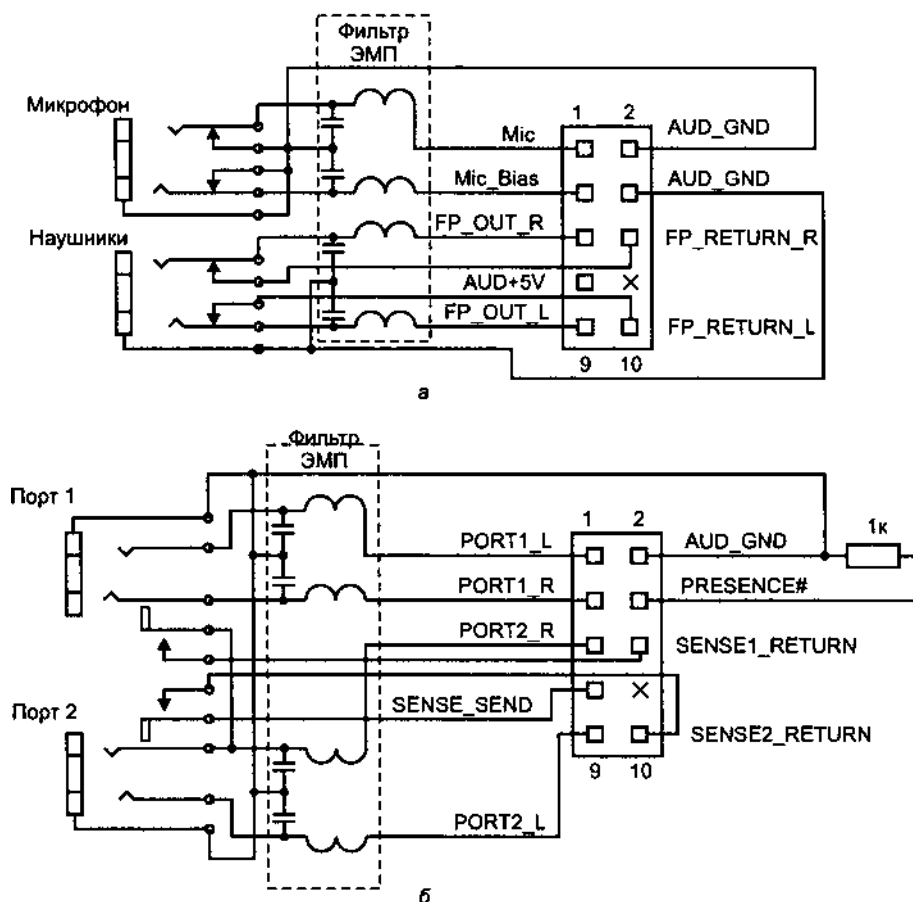 Фильтр
ЭМП
Микрофон
1 2
Mic
AUD_GND
Mic_Bias
AUD_GND
Наушники
FP_OUT_R
FP_RETURN_R
AUD+5V
FP_OUT_L
FP_RETURN_L
9 10
а
Фильтр
ЭМП
Порт 1
1 2
1к
PORT1_L
AUD_GND
PORT1_R
PRESENCE#
PORT2_R
SENSE1_RETURN
Порт 2
SENSE_SEND
SENSE2_RETURN
9 10
PORT2_L
б